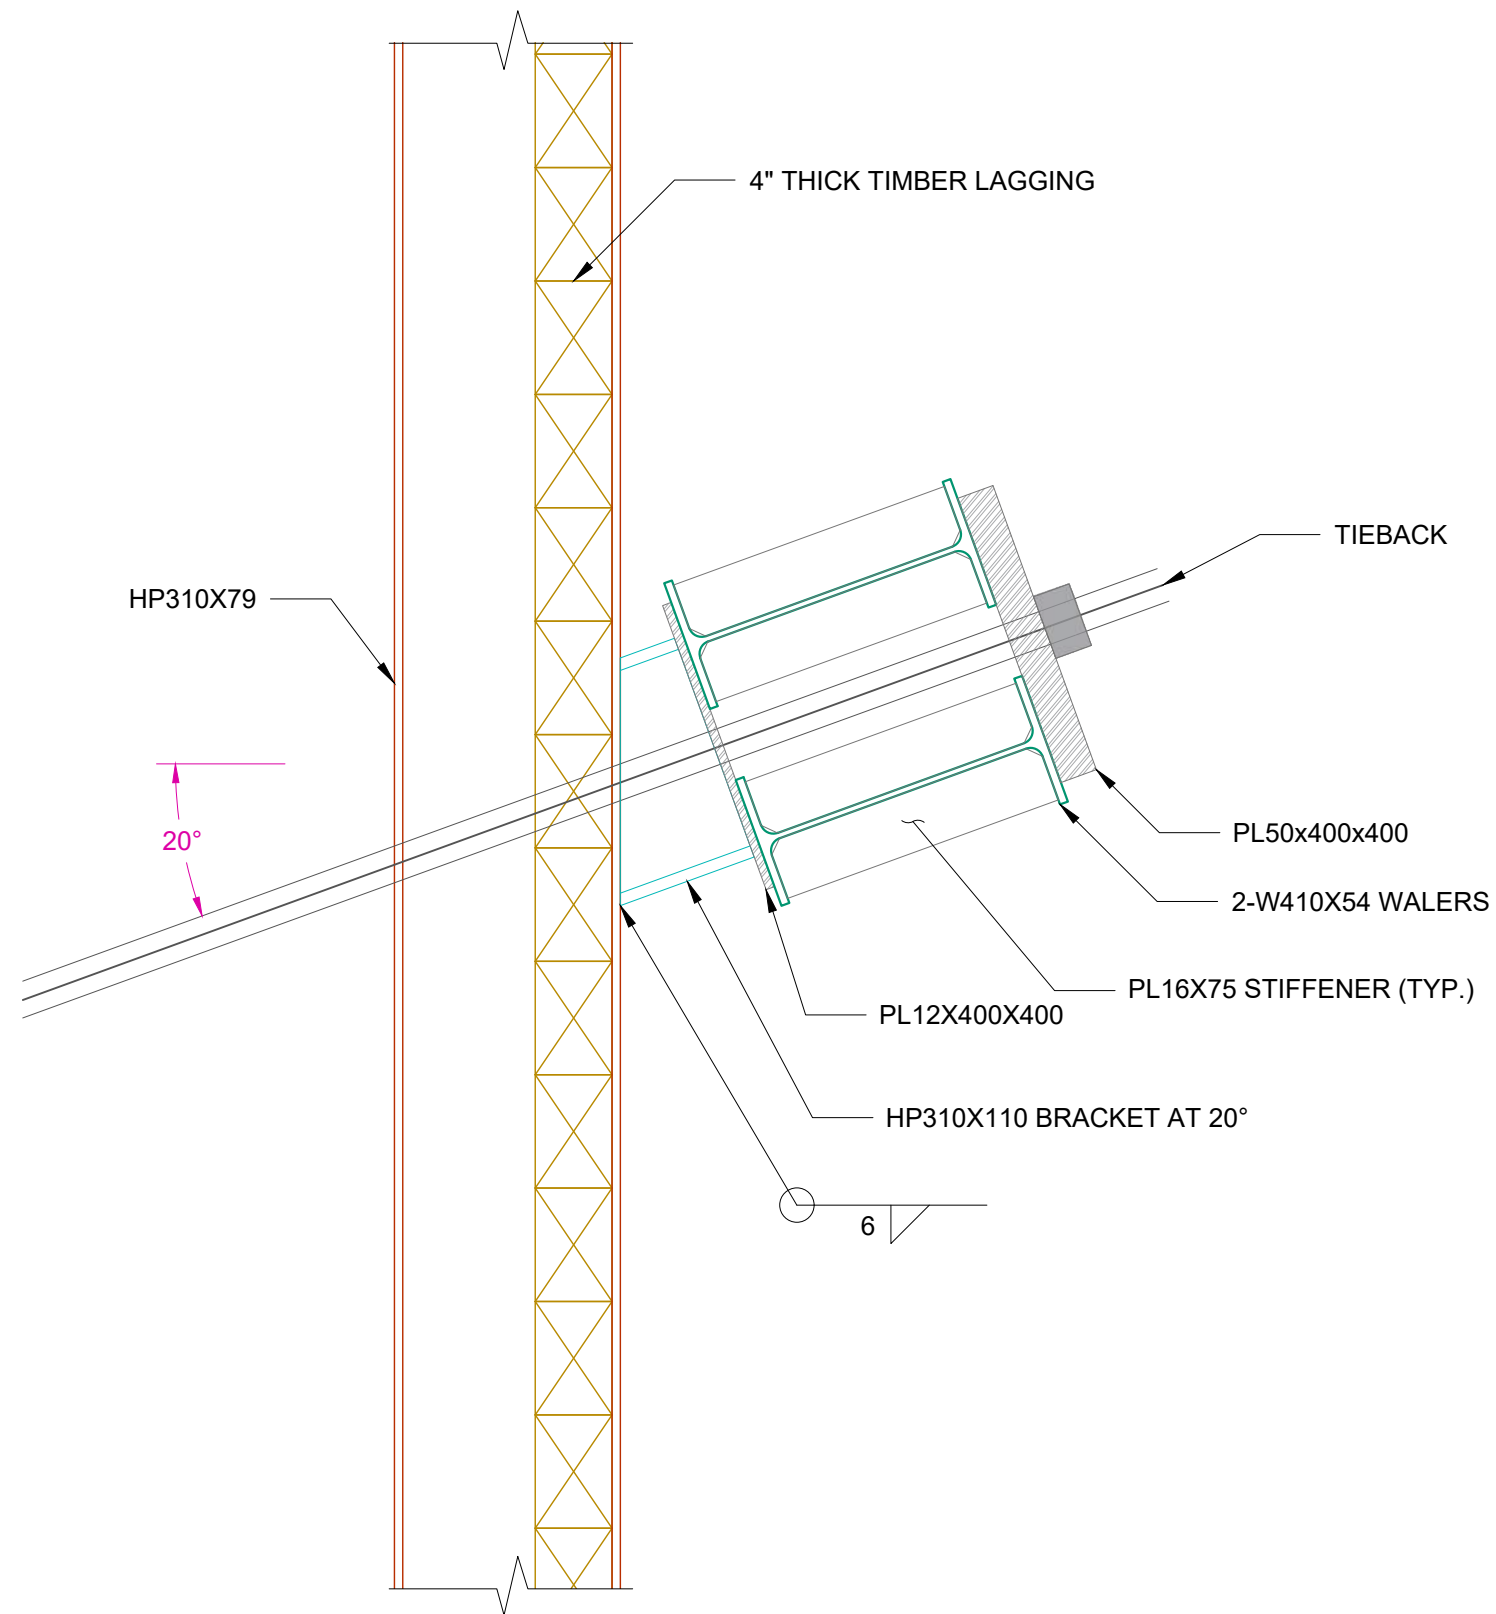 4" THICK TIMBER LAGGING
TIEBACK
HP310X79
20°
PL50x400x400
2-W410X54 WALERS
PL16X75 STIFFENER (TYP.)
PL12X400X400
HP310X110 BRACKET AT 20°
6